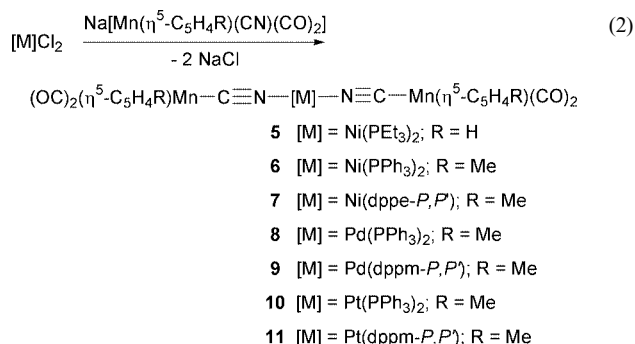 Na[Mn(η⁵-C₅H₄R)(CN)(CO)₂]
[M]Cl₂ (2)
- 2 NaCl
(OC)₂(η⁵-C₅H₄R)Mn—C≡N—[M]—N≡C—Mn(η⁵-C₅H₄R)(CO)₂
5 [M] = Ni(PEt₃)₂; R = H
6 [M] = Ni(PPh₃)₂; R = Me
7 [M] = Ni(dppe-P,P'); R = Me
8 [M] = Pd(PPh₃)₂; R = Me
9 [M] = Pd(dppm-P,P'); R = Me
10 [M] = Pt(PPh₃)₂; R = Me
11 [M] = Pt(dppm-P,P'); R = Me